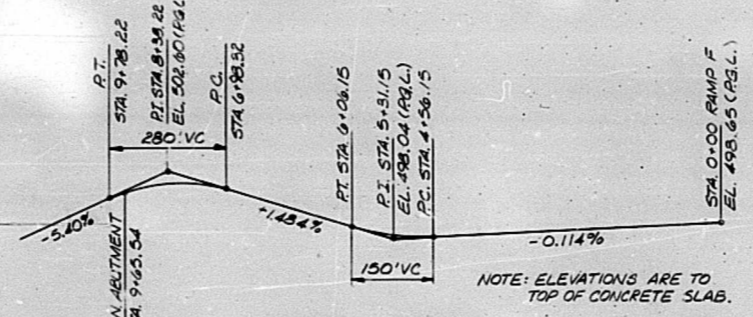 P.T.
STA. 9+78.22
P.I. STA. 8+38.22
EL. 502.60 (P.G.L.)
P.C.
STA. 6+98.32
280' VC
-5.40%
N. ABUTMENT
STA. 9+65.54
+1.484%
P.T. STA. 6+06.15
P.I. STA. 5+31.15
EL. 498.04 (P.G.L.)
P.C. STA. 4+56.15
150' VC
-0.114%
STA. 0+00 RAMP F
EL. 498.65 (P.G.L.)
NOTE: ELEVATIONS ARE TO
TOP OF CONCRETE SLAB.